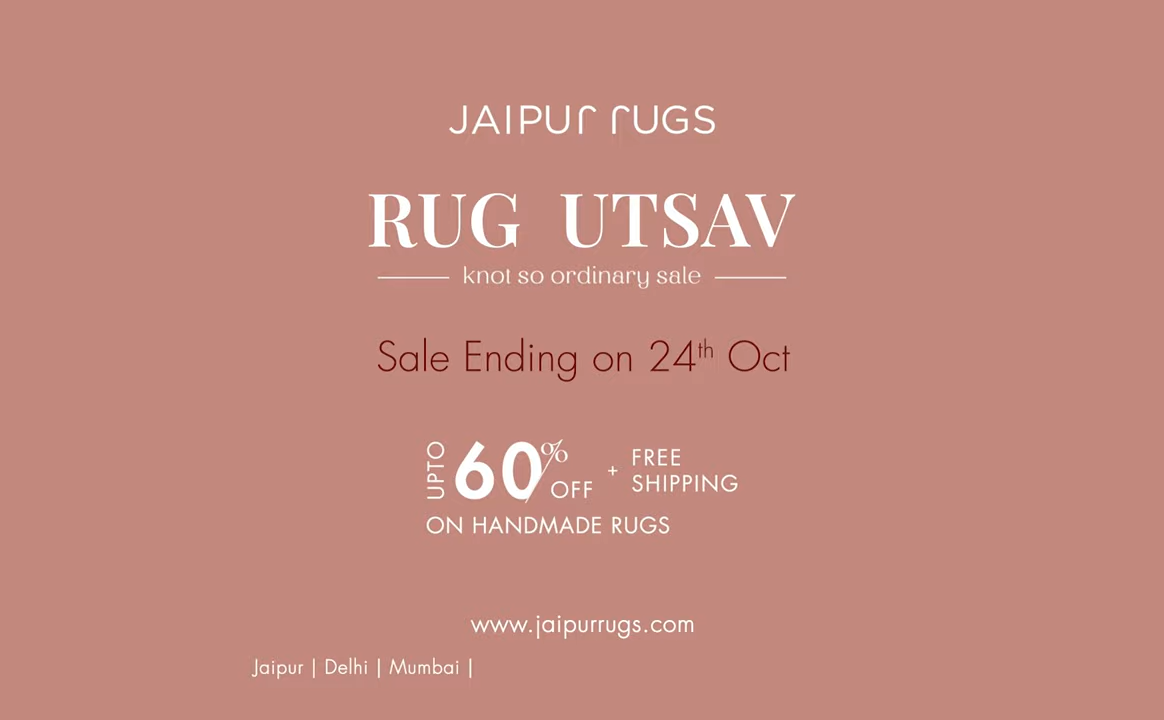 JAIPUR RUGS
RUG UTSAV
knot so ordinary sale
Sale Ending on 24th Oct
UPTO 60% OFF + FREE SHIPPING
ON HANDMADE RUGS
www.jaipurrugs.com
Jaipur | Delhi | Mumbai |